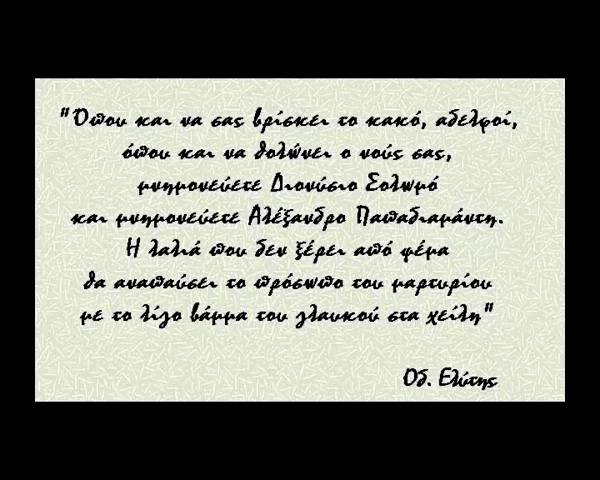 "Όπου και να σας βρίσκει το κακό, αδελφοί,
όπου και να θολώνει ο νούς σας,
μνημονεύετε Διονύσιο Σολωμό
και μνημονεύετε Αλέξανδρο Παπαδιαμάντη.
Η λαλιά που δεν ξέρει από ψέμα
θα αναπαύσει το πρόσωπο του μαρτυρίου
με το λίγο βάμμα του γλαυκού στα χείλη"
Οδ. Ελύτης